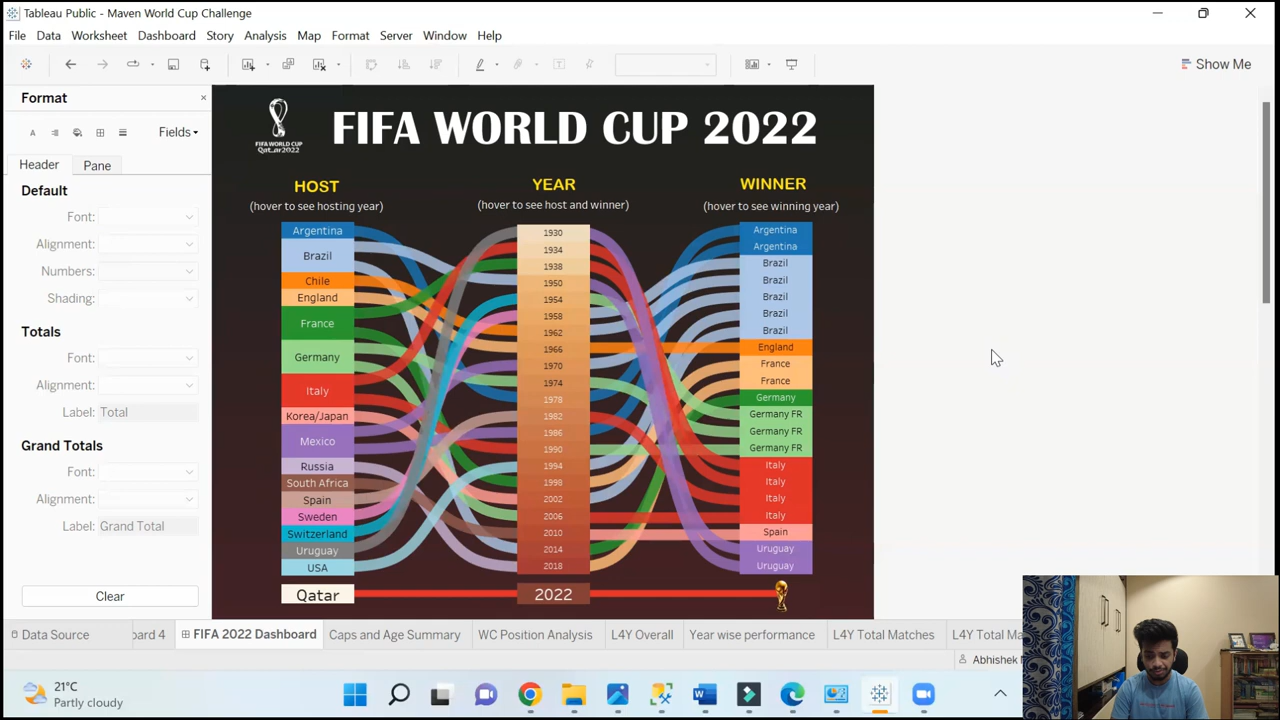 Tableau Public - Maven World Cup Challenge
File Data Worksheet Dashboard Story Analysis Map Format Server Window Help
Show Me
Format
Fields
Header Pane
Default
Font:
Alignment:
Numbers:
Shading:
Totals
Font:
Alignment:
Label: Total
Grand Totals
Font:
Alignment:
Label: Grand Total
Clear
FIFA WORLD CUP
Qatar2022
FIFA WORLD CUP 2022
HOST
(hover to see hosting year)
Argentina
Brazil
Chile
England
France
Germany
Italy
Korea/Japan
Mexico
Russia
South Africa
Spain
Sweden
Switzerland
Uruguay
USA
Qatar
YEAR
(hover to see host and winner)
1930
1934
1938
1950
1954
1958
1962
1966
1970
1974
1978
1982
1986
1990
1994
1998
2002
2006
2010
2014
2018
2022
WINNER
(hover to see winning year)
Argentina
Argentina
Brazil
Brazil
Brazil
Brazil
Brazil
England
France
France
Germany
Germany FR
Germany FR
Germany FR
Italy
Italy
Italy
Italy
Spain
Uruguay
Uruguay
Data Source oard 4 FIFA 2022 Dashboard Caps and Age Summary WC Position Analysis L4Y Overall Year wise performance L4Y Total Matches L4Y Total Ma
Abhishek
21°C
Partly cloudy